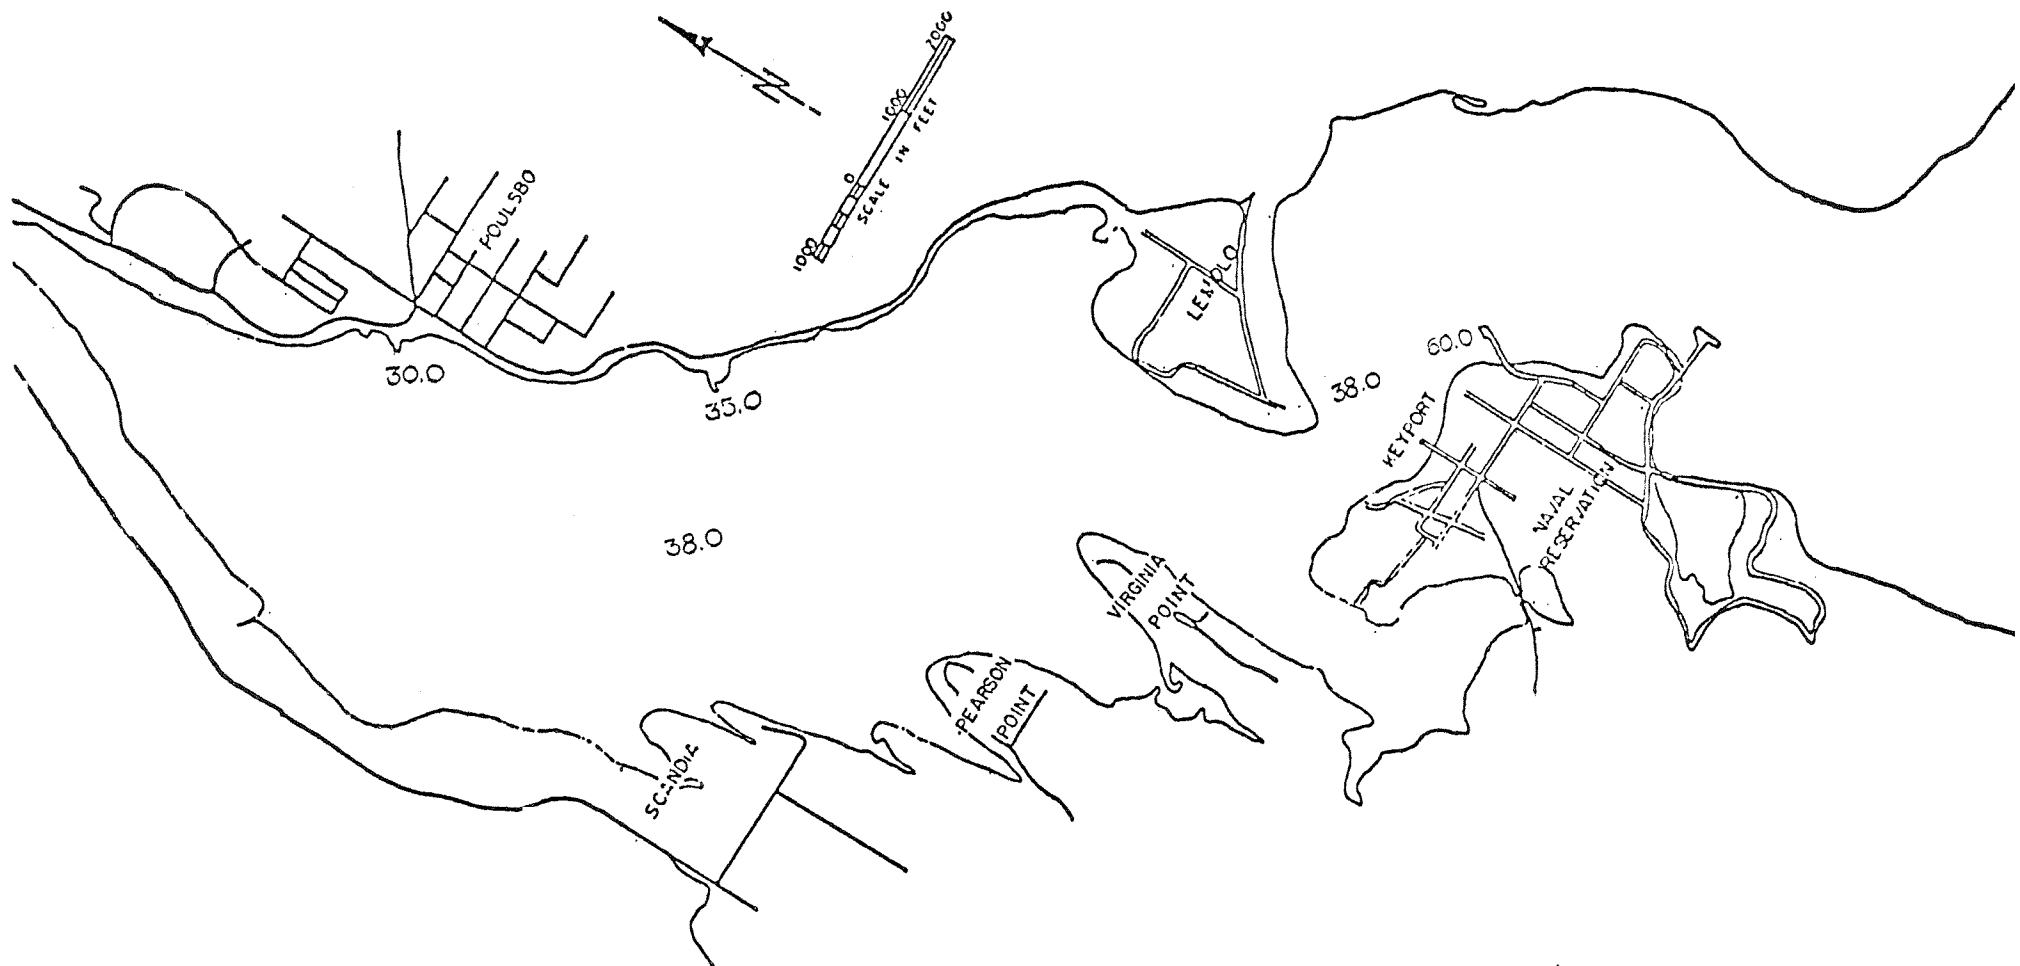 N
2000
1000
0
1000
SCALE IN FEET
POULSBO
LEMOLO
30.0
35.0
38.0
60.0
38.0
KEYPORT
NAVAL
RESERVATION
VIRGINIA
POINT
PEARSON
POINT
SCANDIA